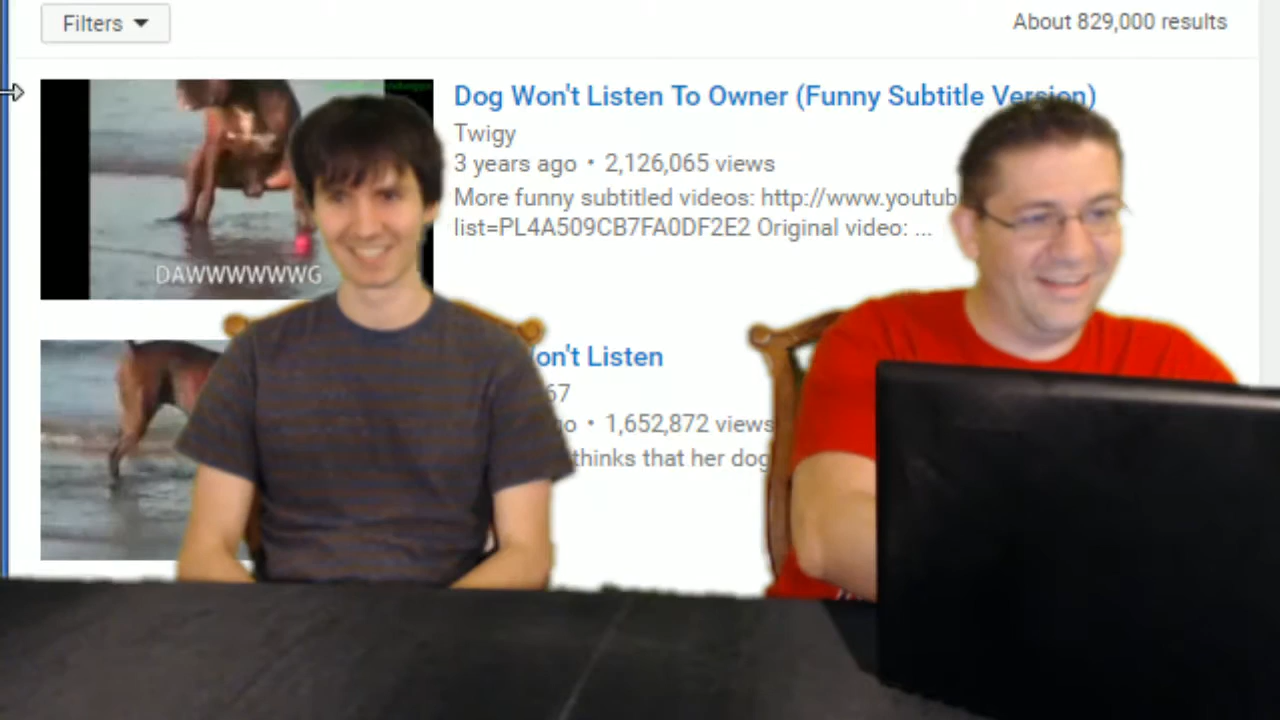 Filters
About 829,000 results
Dog Won't Listen To Owner (Funny Subtitle Version)
Twigy
3 years ago • 2,126,065 views
More funny subtitled videos: http://www.youtub
list=PL4A509CB7FA0DF2E2 Original video: ...
DAWWWWWWG
on't Listen
67
o • 1,652,872 views
thinks that her dog